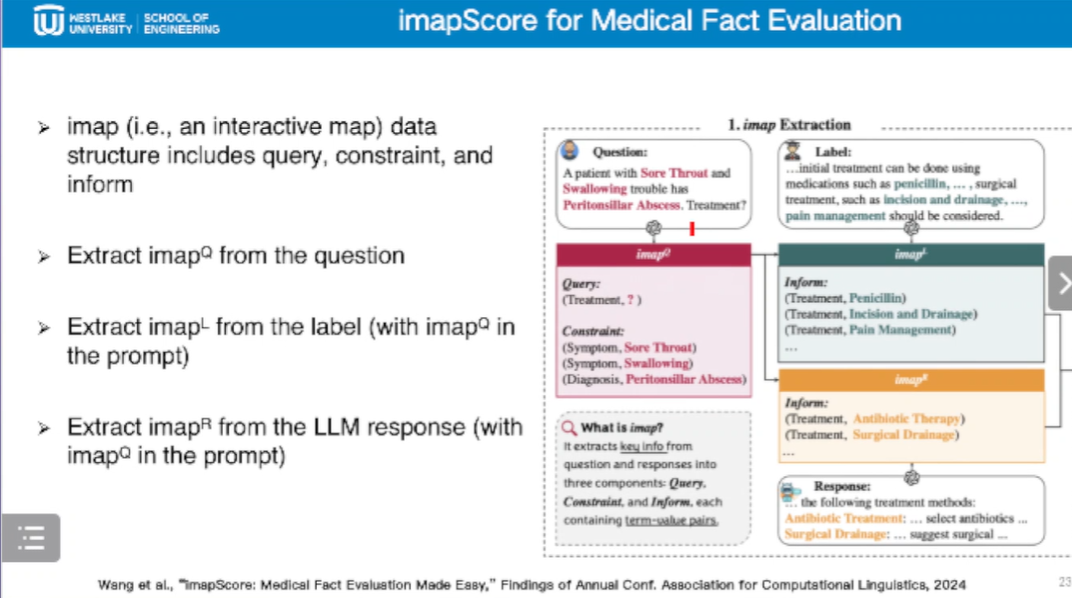 WESTLAKE UNIVERSITY
SCHOOL OF ENGINEERING
imapScore for Medical Fact Evaluation
➢ imap (i.e., an interactive map) data
structure includes query, constraint, and
inform
➢ Extract imapQ from the question
➢ Extract imapL from the label (with imapQ in
the prompt)
➢ Extract imapR from the LLM response (with
imapQ in the prompt)
1. imap Extraction
Question:
A patient with Sore Throat and
Swallowing trouble has
Peritonsillar Abscess. Treatment?
Label:
…initial treatment can be done using
medications such as penicillin, … , surgical
treatment, such as incision and drainage, …,
pain management should be considered.
imapQ
Query:
(Treatment, ? )
Constraint:
(Symptom, Sore Throat)
(Symptom, Swallowing)
(Diagnosis, Peritonsillar Abscess)
imapL
Inform:
(Treatment, Penicillin)
(Treatment, Incision and Drainage)
(Treatment, Pain Management)
…
imapR
Inform:
(Treatment, Antibiotic Therapy)
(Treatment, Surgical Drainage)
…
What is imap?
It extracts key info from
question and responses into
three components: Query,
Constraint, and Inform, each
containing term-value pairs.
Response:
… the following treatment methods:
Antibiotic Treatment: … select antibiotics …
Surgical Drainage: … suggest surgical …
Wang et al., "imapScore: Medical Fact Evaluation Made Easy," Findings of Annual Conf. Association for Computational Linguistics, 2024
23